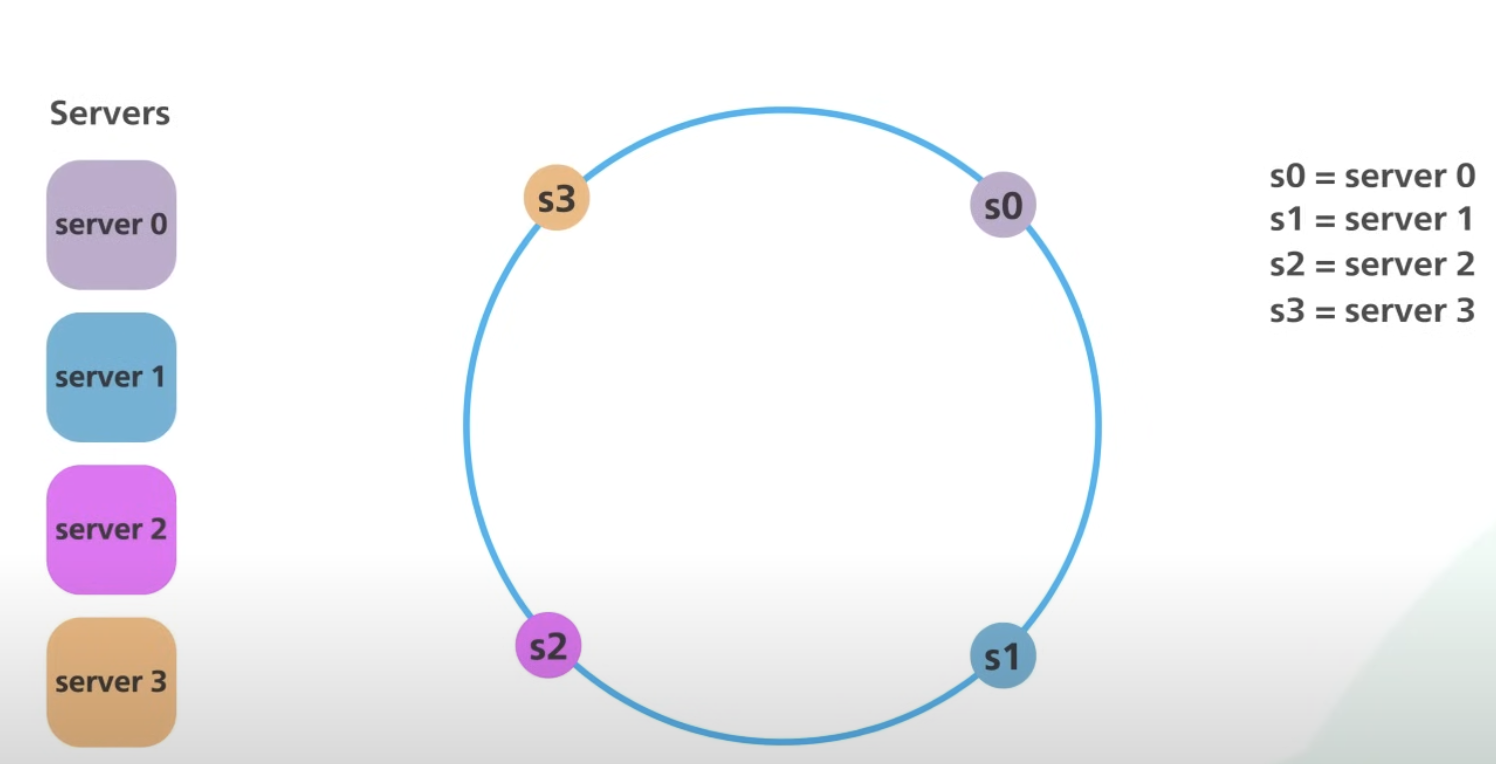 Servers
server 0
server 1
server 2
server 3
s3
s0
s2
s1
s0 = server 0
s1 = server 1
s2 = server 2
s3 = server 3